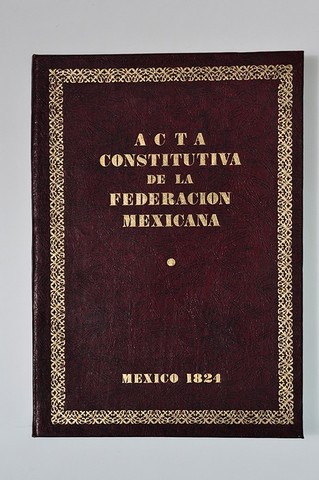 ACTA
CONSTITUTIVA
DE LA
FEDERACION
MEXICANA
MEXICO 1824